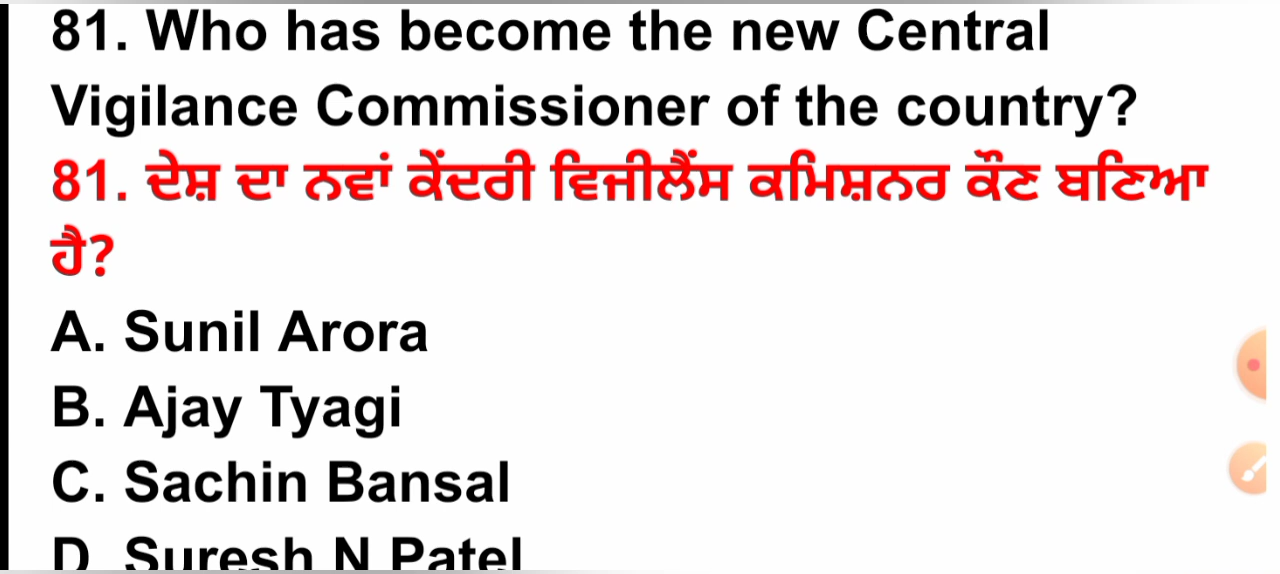 81. Who has become the new Central
Vigilance Commissioner of the country?
81. ਦੇਸ਼ ਦਾ ਨਵਾਂ ਕੇਂਦਰੀ ਵਿਜੀਲੈਂਸ ਕਮਿਸ਼ਨਰ ਕੌਣ ਬਣਿਆ
ਹੈ?
A. Sunil Arora
B. Ajay Tyagi
C. Sachin Bansal
D. Suresh N Patel